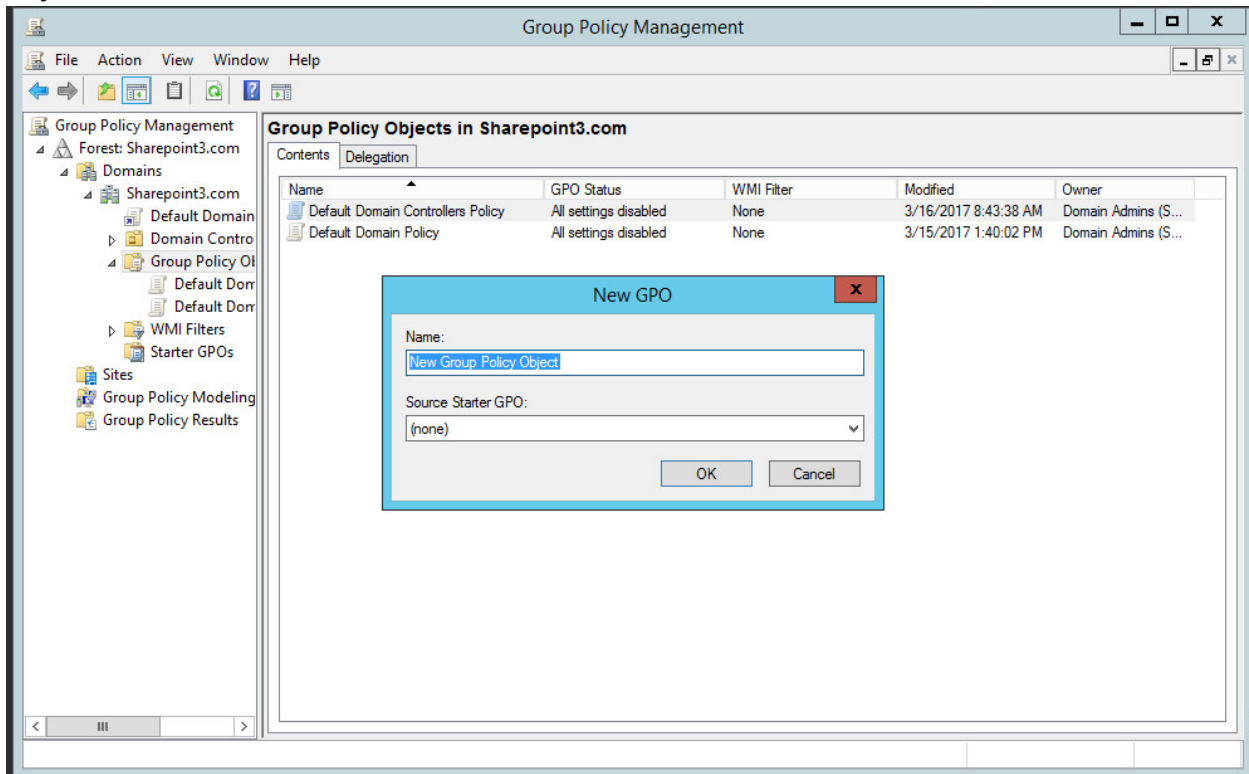 Group Policy Management
File Action View Window Help
Group Policy Management
Forest: Sharepoint3.com
Domains
Sharepoint3.com
Default Domain
Domain Contro
Group Policy Ob
Default Dom
Default Dom
WMI Filters
Starter GPOs
Sites
Group Policy Modeling
Group Policy Results
Group Policy Objects in Sharepoint3.com
Contents Delegation
Name GPO Status WMI Filter Modified Owner
Default Domain Controllers Policy All settings disabled None 3/16/2017 8:43:38 AM Domain Admins (S...
Default Domain Policy All settings disabled None 3/15/2017 1:40:02 PM Domain Admins (S...
New GPO
Name:
New Group Policy Object
Source Starter GPO:
(none)
OK Cancel